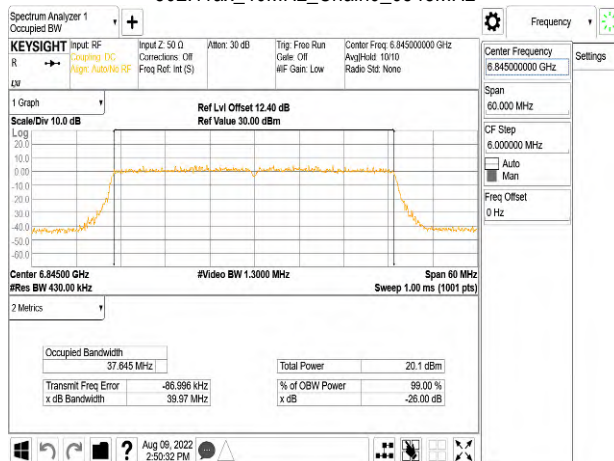 Spectrum Analyzer 1
Occupied BW
Frequency
KEYSIGHT
R
Input: RF
Coupling: DC
Align: Auto/No RF
Input Z: 50 Ω
Corrections: Off
Freq Ref: Int (S)
Atten: 30 dB
Trig: Free Run
Gate: Off
#IF Gain: Low
Center Freq: 6.845000000 GHz
Avg|Hold: 10/10
Radio Std: None
Center Frequency
6.845000000 GHz
Settings
Span
60.000 MHz
CF Step
6.000000 MHz
Auto
Man
Freq Offset
0 Hz
1 Graph
Scale/Div 10.0 dB
Ref Lvl Offset 12.40 dB
Ref Value 30.00 dBm
Log
20.0
10.0
0.00
-10.0
-20.0
-30.0
-40.0
-50.0
-60.0
Center 6.84500 GHz
#Res BW 430.00 kHz
#Video BW 1.3000 MHz
Span 60 MHz
Sweep 1.00 ms (1001 pts)
2 Metrics
Occupied Bandwidth
37.645 MHz
Total Power 20.1 dBm
Transmit Freq Error -86.996 kHz
% of OBW Power 99.00 %
x dB Bandwidth 39.97 MHz
x dB -26.00 dB
?
Aug 09, 2022
2:50:32 PM